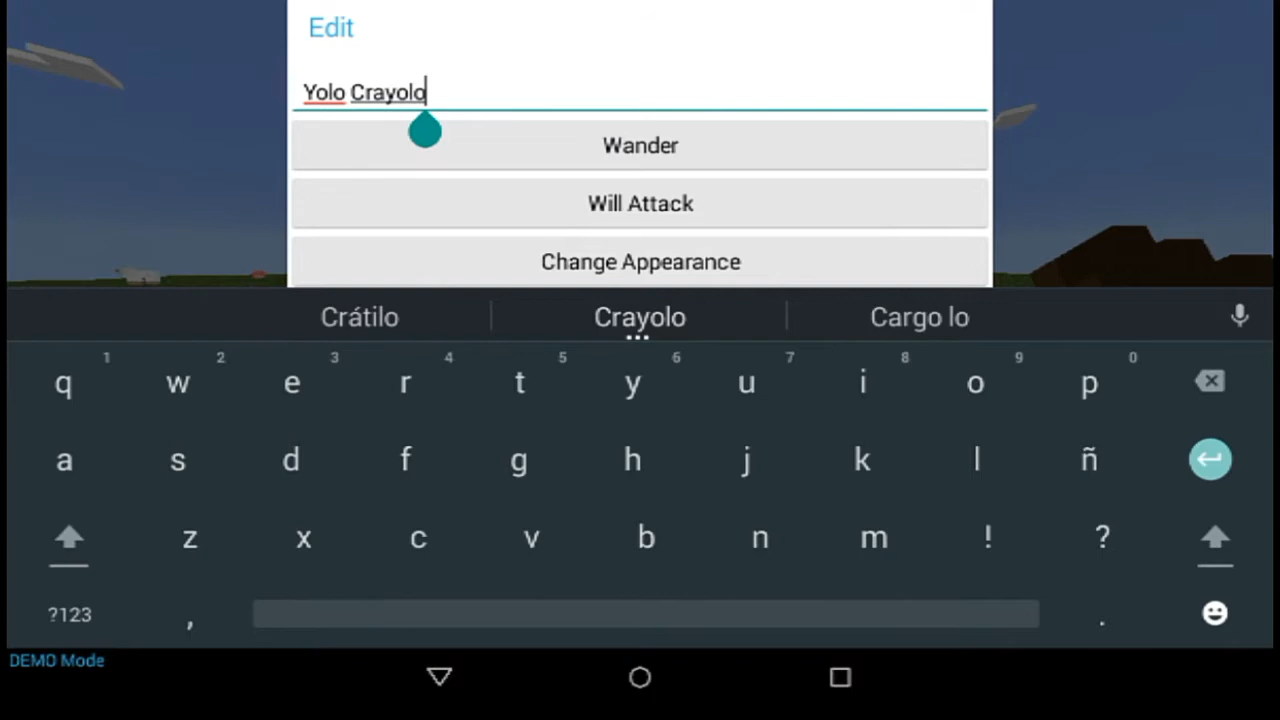 Edit
Yolo Crayolo
Wander
Will Attack
Change Appearance
Crátilo Crayolo Cargo lo
1 2 3 4 5 6 7 8 9 0
q w e r t y u i o p
a s d f g h j k l ñ
z x c v b n m ! ?
?123 , .
DEMO Mode